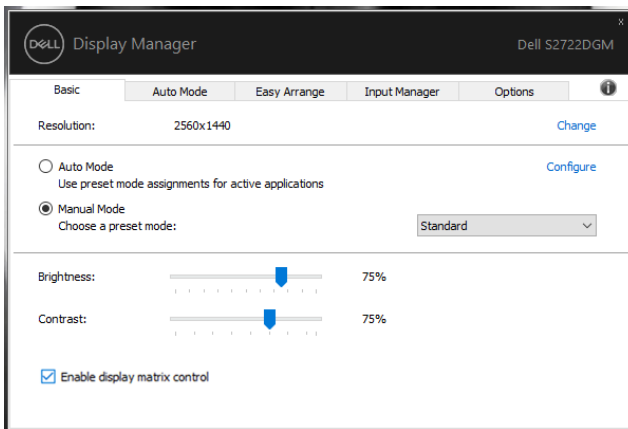 DELL Display Manager Dell S2722DGM
x
Basic Auto Mode Easy Arrange Input Manager Options i
Resolution: 2560x1440 Change
Auto Mode Configure
Use preset mode assignments for active applications
Manual Mode
Choose a preset mode: Standard
Brightness: 75%
Contrast: 75%
Enable display matrix control